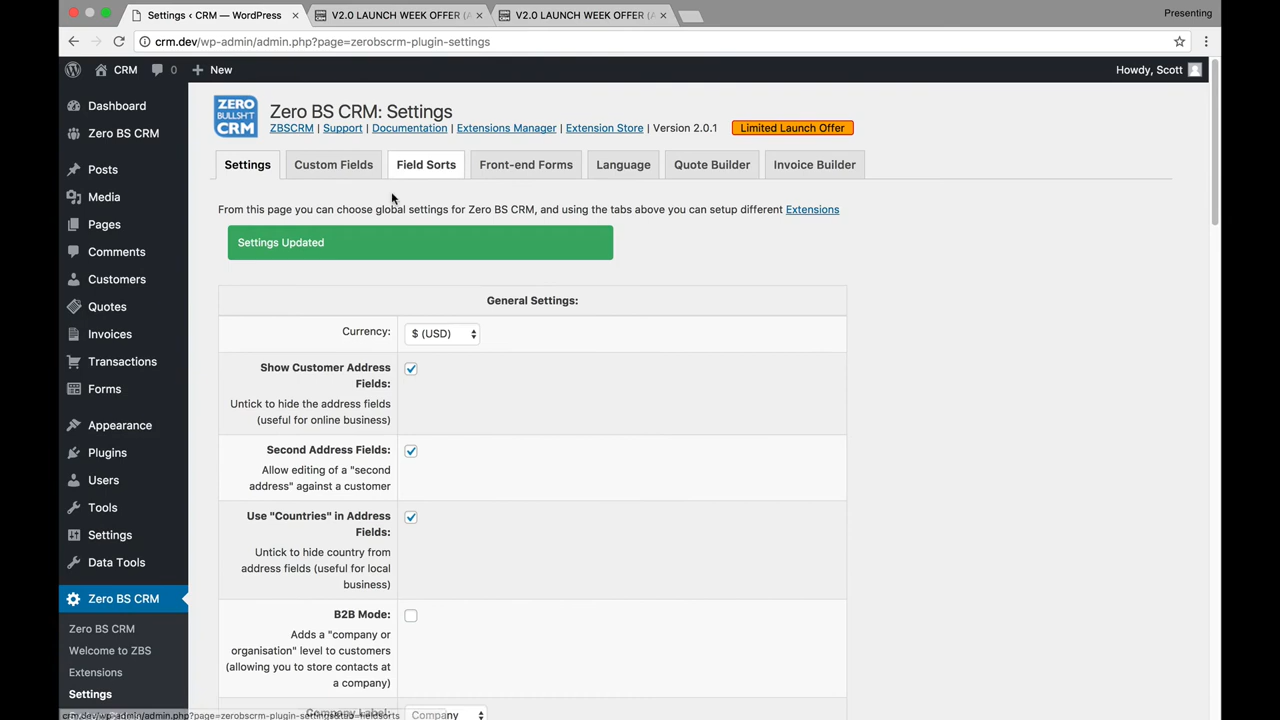 Settings ‹ CRM — WordPress
V2.0 LAUNCH WEEK OFFER (A
V2.0 LAUNCH WEEK OFFER (A
Presenting
crm.dev/wp-admin/admin.php?page=zerobscrm-plugin-settings
CRM
0
New
Howdy, Scott
Dashboard
Zero BS CRM
Posts
Media
Pages
Comments
Customers
Quotes
Invoices
Transactions
Forms
Appearance
Plugins
Users
Tools
Settings
Data Tools
Zero BS CRM
Zero BS CRM
Welcome to ZBS
Extensions
Settings
ZERO
BULLSH*T
CRM
Zero BS CRM: Settings
ZBSCRM | Support | Documentation | Extensions Manager | Extension Store | Version 2.0.1
Limited Launch Offer
Settings
Custom Fields
Field Sorts
Front-end Forms
Language
Quote Builder
Invoice Builder
From this page you can choose global settings for Zero BS CRM, and using the tabs above you can setup different Extensions
Settings Updated
General Settings:
Currency:
$ (USD)
Show Customer Address
Fields:
Untick to hide the address fields
(useful for online business)
Second Address Fields:
Allow editing of a "second
address" against a customer
Use "Countries" in Address
Fields:
Untick to hide country from
address fields (useful for local
business)
B2B Mode:
Adds a "company or
organisation" level to customers
(allowing you to store contacts at
a company)
Company Label:
Company
crm.dev/wp-admin/admin.php?page=zerobscrm-plugin-settings&tab=fieldsorts